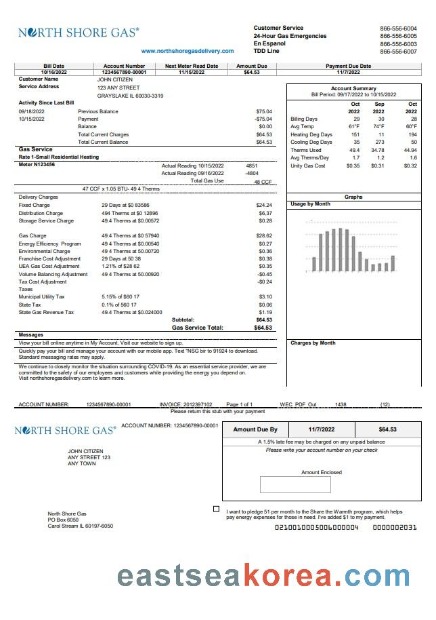 NORTH SHORE GAS®
www.northshoregasdelivery.com
Customer Service 866-556-6004
24-Hour Gas Emergencies 866-556-6005
En Espanol 866-556-6003
TDD Line 866-556-6007
Bill Date Account Number Next Meter Read Date Amount Due Payment Due Date
10/16/2022 1234567890-00001 11/15/2022 $64.53 11/7/2022
Customer Name JOHN CITIZEN
Service Address 123 ANY STREET
GRAYSLAKE IL 60030-3319
Activity Since Last Bill
09/18/2022 Previous Balance $75.04
10/15/2022 Payment -$75.04
Balance $0.00
Total Current Charges $64.53
Total Current Balance $64.53
Account Summary
Bill Period: 09/17/2022 to 10/15/2022
Oct Sep Oct
2022 2022 2022
Billing Days 29 30 28
Avg Temp 61°F 74°F 60°F
Heating Deg Days 151 11 194
Cooling Deg Days 35 273 50
Therms Used 49.4 34.78 44.94
Avg Therms/Day 1.7 1.2 1.6
Unity Gas Cost $0.35 $0.31 $0.32
Gas Service
Rate 1-Small Residential Heating
Meter N123456 Actual Reading 10/15/2022 4851
Actual Reading 09/16/2022 -4804
Total Gas Use 48 CCF
47 CCF x 1.05 BTU- 49.4 Therms
Delivery Charges
Fixed Charge 29 Days at $0 83586 $24.24
Distribution Charge 494 Therms at $0 12896 $6.37
Storage Service Charge 49.4 Therms at $0.00572 $0.28
Gas Charge 49.4 Therms at $0.57940 $28.62
Energy Efficiency Program 49.4 Therms at $0.00540 $0.27
Environmental Charge 49.4 Therms at $0.00720 $0.36
Franchise Cost Adjustment 29 Days at $0 38 $0.38
UEA Gas Cost Adjustment 1.21% of $28 62 $0.35
Volume Balancing Adjustment 49.4 Therms at $0.00920 -$0.45
Tax Cost Adjustment -$0.24
Taxes
Municipal Utility Tax 5.15% of $60 17 $3.10
State Tax 0.1% of $60 17 $0.06
State Gas Revenue Tax 49.4 Therms at $0.024000 $1.19
Subtotal: $64.53
Gas Service Total: $64.53
Graphs
Usage by Month
Charges by Month
Messages
View your bill online anytime in My Account. Visit our website to sign up.
Quickly pay your bill and manage your account with our mobile app. Text "NSG bir to 91924 to download.
Standard messaging rates may apply.
We continue to closely monitor the situation surrounding COVID-19. As an essential service provider, we are
committed to the safety of our employees and customers while providing the energy you depend on.
Visit northshoregasdelivery.com to learn more.
ACCOUNT NUMBER: 1234567890-00001 INVOICE: 2012397102 Page 1 of 1 WEC_PDF_Out 1438 (12)
Please return this stub with your payment
NORTH SHORE GAS®
ACCOUNT NUMBER: 1234567890-00001
Amount Due By 11/7/2022 $64.53
A 1.5% late fee may be charged on any unpaid balance
Please write your account number on your check
JOHN CITIZEN
ANY STREET 123
ANY TOWN
Amount Enclosed
North Shore Gas
PO Box 6050
Carol Stream IL 60197-6050
I want to pledge $1 per month to the Share the Warmth program, which helps
pay energy expenses for those in need. I've added $1 to my payment.
0210010005006000004 0000002031
eastseakorea.com